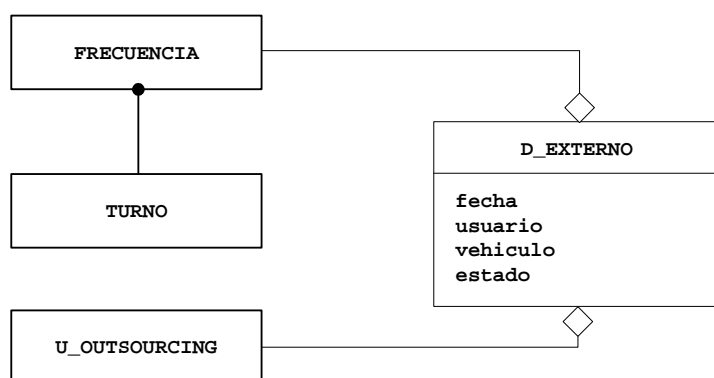 FRECUENCIA
D_EXTERNO
fecha
usuario
vehiculo
estado
TURNO
U_OUTSOURCING